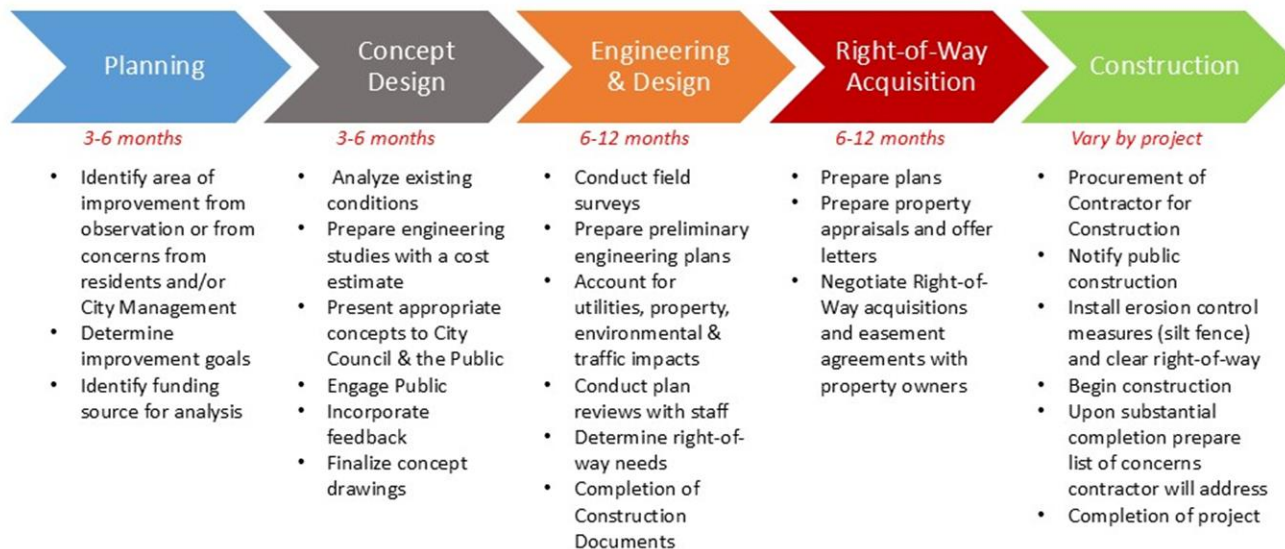 Planning
3-6 months
• Identify area of
improvement from
observation or from
concerns from
residents and/or
City Management
• Determine
improvement goals
• Identify funding
source for analysis
Concept
Design
3-6 months
• Analyze existing
conditions
• Prepare engineering
studies with a cost
estimate
• Present appropriate
concepts to City
Council & the Public
• Engage Public
• Incorporate
feedback
• Finalize concept
drawings
Engineering
& Design
6-12 months
• Conduct field
surveys
• Prepare preliminary
engineering plans
• Account for
utilities, property,
environmental &
traffic impacts
• Conduct plan
reviews with staff
• Determine right-of-
way needs
• Completion of
Construction
Documents
Right-of-Way
Acquisition
6-12 months
• Prepare plans
• Prepare property
appraisals and offer
letters
• Negotiate Right-of-
Way acquisitions
and easement
agreements with
property owners
Construction
Vary by project
• Procurement of
Contractor for
Construction
• Notify public
construction
• Install erosion control
measures (silt fence)
and clear right-of-way
• Begin construction
• Upon substantial
completion prepare
list of concerns
contractor will address
• Completion of project